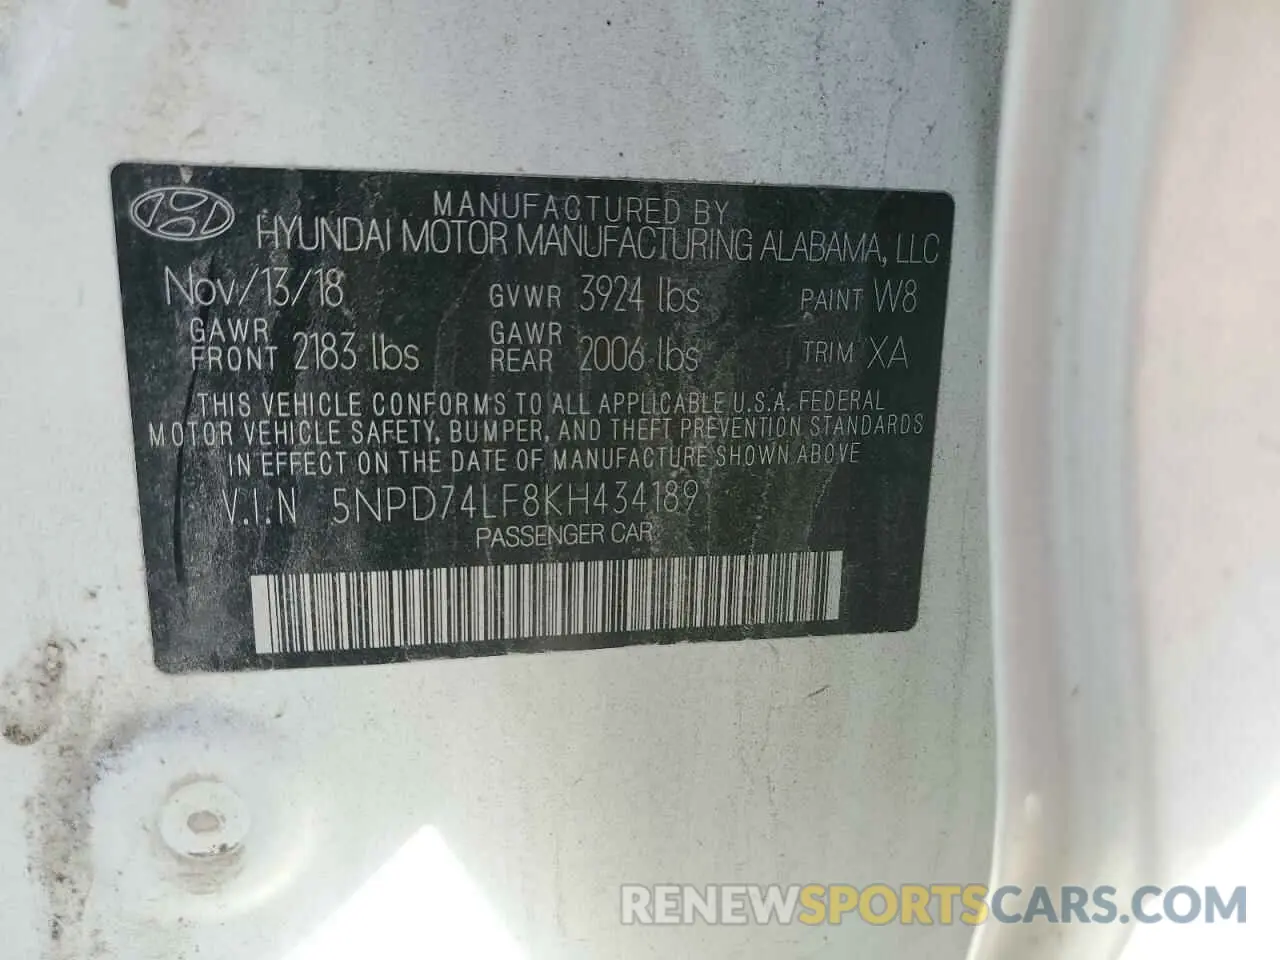 MANUFACTURED BY
HYUNDAI MOTOR MANUFACTURING ALABAMA, LLC
Nov/13/18 GVWR 3924 lbs PAINT W8
GAWR FRONT 2183 lbs GAWR REAR 2006 lbs TRIM XA
THIS VEHICLE CONFORMS TO ALL APPLICABLE U.S.A. FEDERAL
MOTOR VEHICLE SAFETY, BUMPER, AND THEFT PREVENTION STANDARDS
IN EFFECT ON THE DATE OF MANUFACTURE SHOWN ABOVE
V.I.N 5NPD74LF8KH434189
PASSENGER CAR
RENEWSPORTSCARS.COM